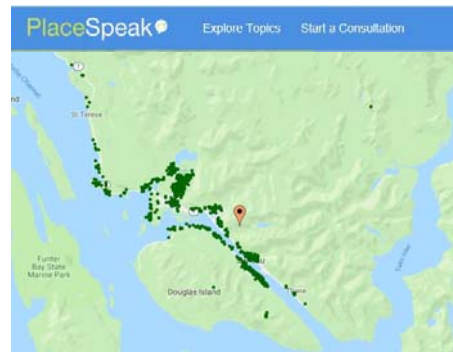 PlaceSpeak
Explore Topics
Start a Consultation
St Terese
Funter
Bay State
Marine Park
Douglas Island